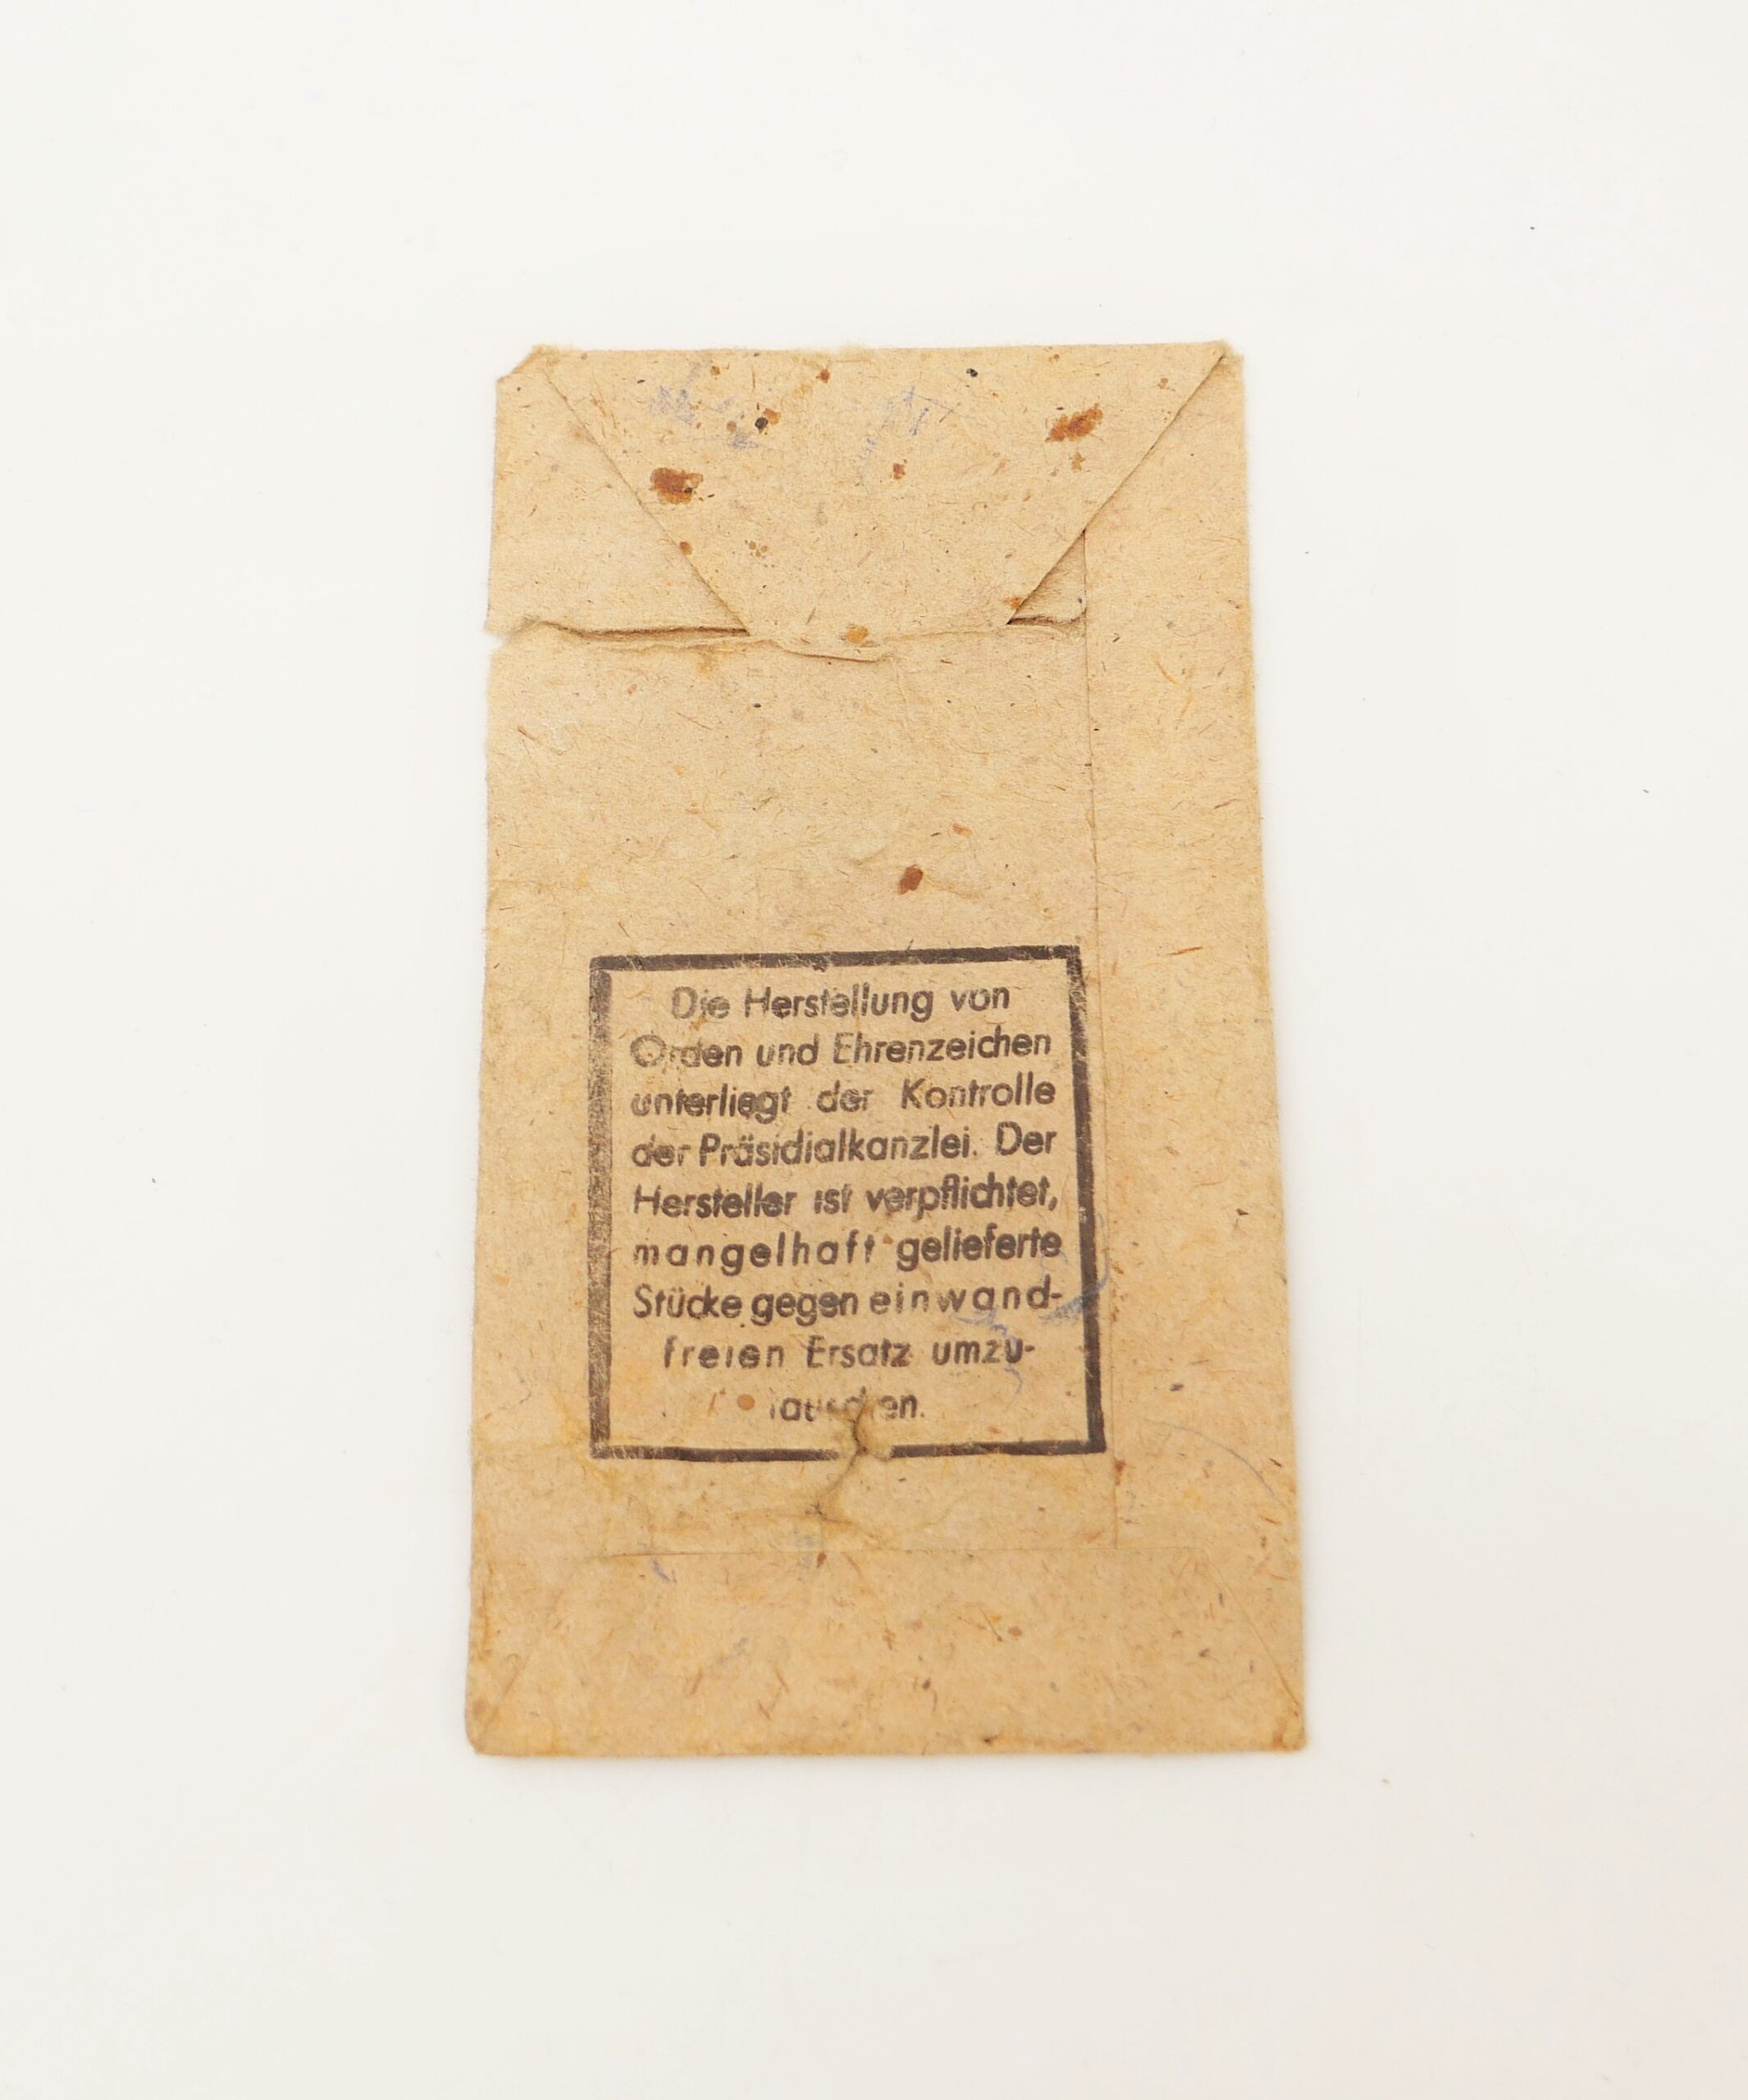 Die Herstellung von
Orden und Ehrenzeichen
unterliegt der Kontrolle
der Präsidialkanzlei. Der
Hersteller ist verpflichtet,
mangelhaft gelieferte
Stücke gegen einwand-
freien Ersatz umzu-
tauschen.